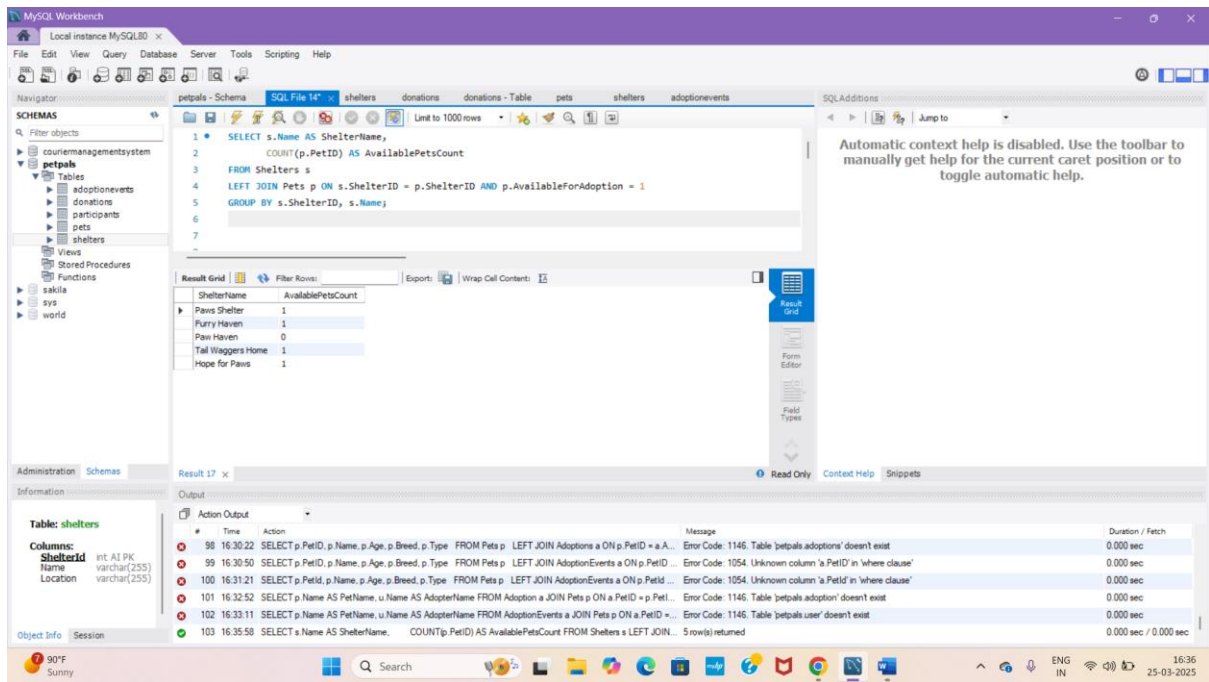 MySQL Workbench
Local instance MySQL80 ×
File Edit View Query Database Server Tools Scripting Help
Navigator
SCHEMAS
Filter objects
couriermanagementsystem
petpals
Tables
adoptionevents
donations
participants
pets
shelters
Views
Stored Procedures
Functions
sakila
sys
world
Administration Schemas
Information
Table: shelters
Columns:
ShelterId int AI PK
Name varchar(255)
Location varchar(255)
Object Info Session
petpals - Schema SQL File 14* × shelters donations donations - Table pets shelters adoptionevents
Limit to 1000 rows
1 SELECT s.Name AS ShelterName,
2 COUNT(p.PetID) AS AvailablePetsCount
3 FROM Shelters s
4 LEFT JOIN Pets p ON s.ShelterID = p.ShelterID AND p.AvailableForAdoption = 1
5 GROUP BY s.ShelterID, s.Name;
6
7
Result Grid Filter Rows: Export: Wrap Cell Content:
ShelterName AvailablePetsCount
Paws Shelter 1
Furry Haven 1
Paw Haven 0
Tail Waggers Home 1
Hope for Paws 1
Result Grid
Form Editor
Field Types
Result 17 × Read Only
SQLAdditions
Jump to
Automatic context help is disabled. Use the toolbar to
manually get help for the current caret position or to
toggle automatic help.
Context Help Snippets
Output
Action Output
# Time Action Message Duration / Fetch
98 16:30:22 SELECT p.PetID, p.Name, p.Age, p.Breed, p.Type FROM Pets p LEFT JOIN Adoptions a ON p.PetID = a.A... Error Code: 1146. Table 'petpals.adoptions' doesn't exist 0.000 sec
99 16:30:50 SELECT p.PetID, p.Name, p.Age, p.Breed, p.Type FROM Pets p LEFT JOIN AdoptionEvents a ON p.PetID ... Error Code: 1054. Unknown column 'a.PetID' in 'where clause' 0.000 sec
100 16:31:21 SELECT p.PetId, p.Name, p.Age, p.Breed, p.Type FROM Pets p LEFT JOIN AdoptionEvents a ON p.PetId ... Error Code: 1054. Unknown column 'a.PetId' in 'where clause' 0.000 sec
101 16:32:52 SELECT p.Name AS PetName, u.Name AS AdopterName FROM Adoption a JOIN Pets p ON a.PetID = p.PetI... Error Code: 1146. Table 'petpals.adoption' doesn't exist 0.000 sec
102 16:33:11 SELECT p.Name AS PetName, u.Name AS AdopterName FROM AdoptionEvents a JOIN Pets p ON a.PetID =... Error Code: 1146. Table 'petpals.user' doesn't exist 0.000 sec
103 16:35:58 SELECT s.Name AS ShelterName, COUNT(p.PetID) AS AvailablePetsCount FROM Shelters s LEFT JOIN... 5 row(s) returned 0.000 sec / 0.000 sec
7
90°F
Sunny
Search
ENG
IN
16:36
25-03-2025